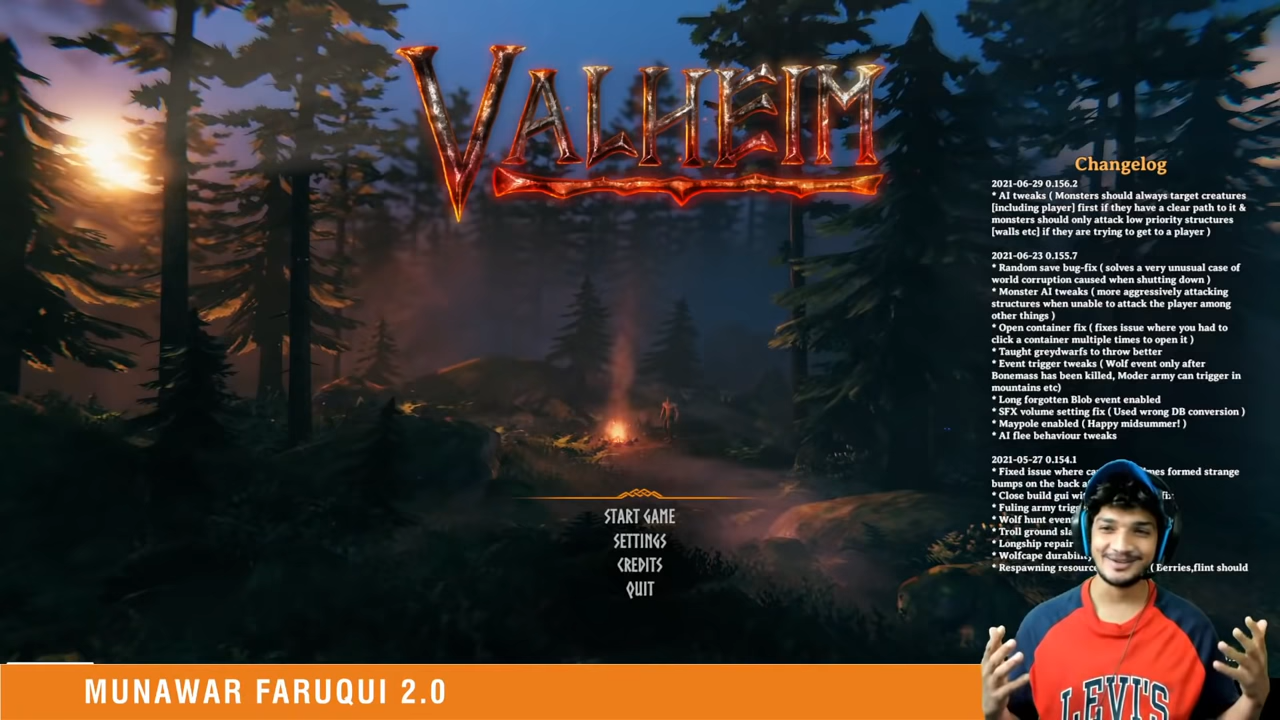 VALHEIM
Changelog
2021-06-29 0.156.2
* AI tweaks ( Monsters should always target creatures
[including player] first if they have a clear path to it &
monsters should only attack low priority structures
[walls etc] if they are trying to get to a player )
2021-06-23 0.155.7
* Random save bug-fix ( solves a very unusual case of
world corruption caused when shutting down )
* Monster AI tweaks ( more aggressively attacking
structures when unable to attack the player among
other things )
* Open container fix ( fixes issue where you had to
click a container multiple times to open it )
* Taught greydwarfs to throw better
* Event trigger tweaks ( Wolf event only after
Bonemass has been killed, Moder army can trigger in
mountains etc)
* Long forgotten Blob event enabled
* SFX volume setting fix ( Used wrong DB conversion )
* Maypole enabled ( Happy midsummer! )
* AI flee behaviour tweaks
2021-05-27 0.154.1
* Fixed issue where formed strange
bumps on the back
* Close build gui
* Fuling army
* Wolf hunt
* Troll ground
* Longship repair
* Wolfcape
* Respawning ( Berries,flint should
START GAME
SETTINGS
CREDITS
QUIT
LEVI'S
MUNAWAR FARUQUI 2.0